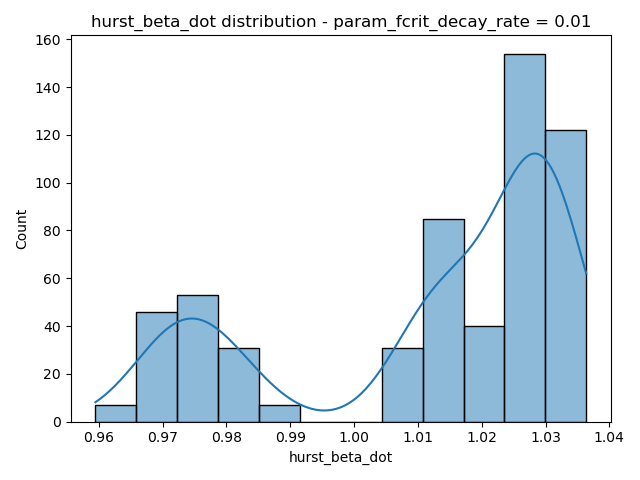 hurst_beta_dot distribution - param_fcrit_decay_rate = 0.01
160
140
120
100
80
60
40
20
0
Count
0.96 0.97 0.98 0.99 1.00 1.01 1.02 1.03 1.04
hurst_beta_dot